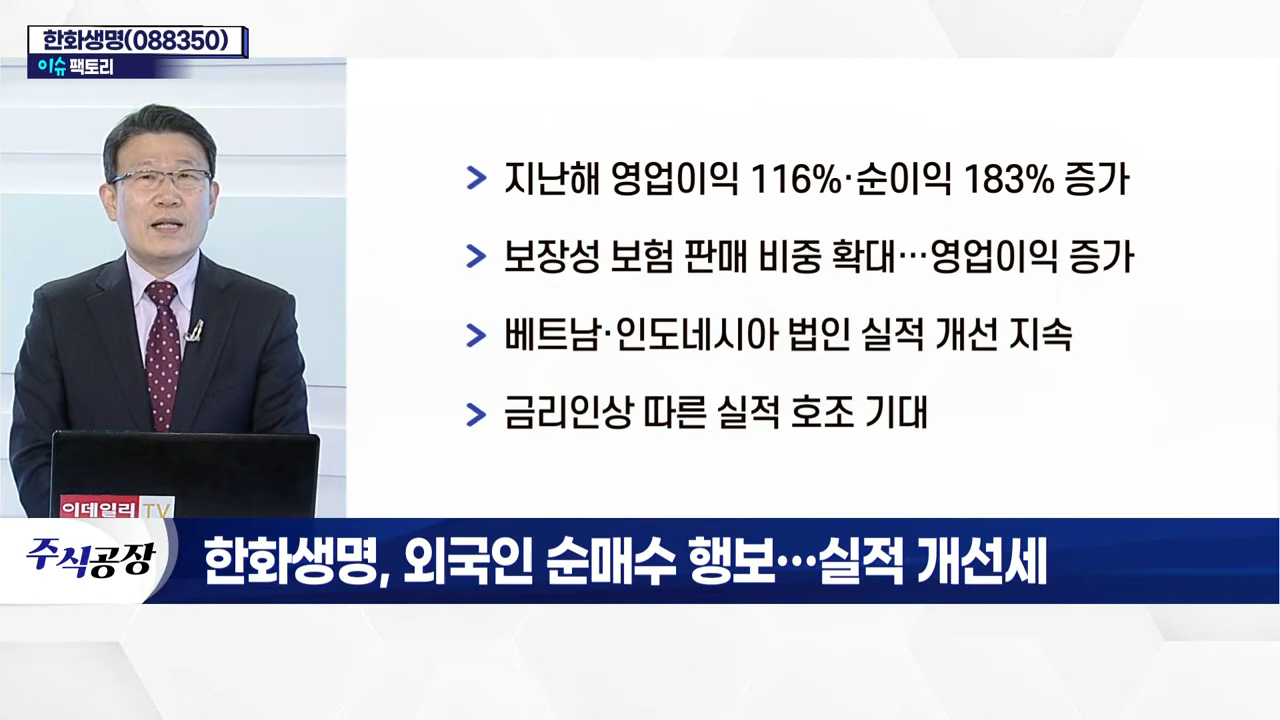 한화생명(088350)
이슈 팩토리
> 지난해 영업이익 116%·순이익 183% 증가
> 보장성 보험 판매 비중 확대…영업이익 증가
> 베트남·인도네시아 법인 실적 개선 지속
> 금리인상 따른 실적 호조 기대
이데일리 TV
주식공장
한화생명, 외국인 순매수 행보…실적 개선세